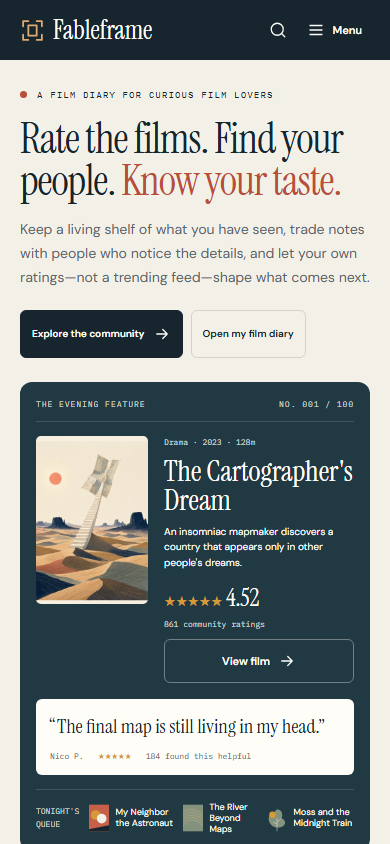 Fableframe
Menu
A FILM DIARY FOR CURIOUS FILM LOVERS
Rate the films. Find your
people. Know your taste.
Keep a living shelf of what you have seen, trade notes
with people who notice the details, and let your own
ratings—not a trending feed—shape what comes next.
Explore the community →
Open my film diary
THE EVENING FEATURE
NO. 001 / 100
Drama · 2023 · 128m
The Cartographer's
Dream
An insomniac mapmaker discovers a
country that appears only in other
people's dreams.
★★★★★ 4.52
861 community ratings
View film →
“The final map is still living in my head.”
Nico P. ★★★★★ 184 found this helpful
TONIGHT'S
QUEUE
My Neighbor
the Astronaut
The River
Beyond
Maps
Moss and the
Midnight Train